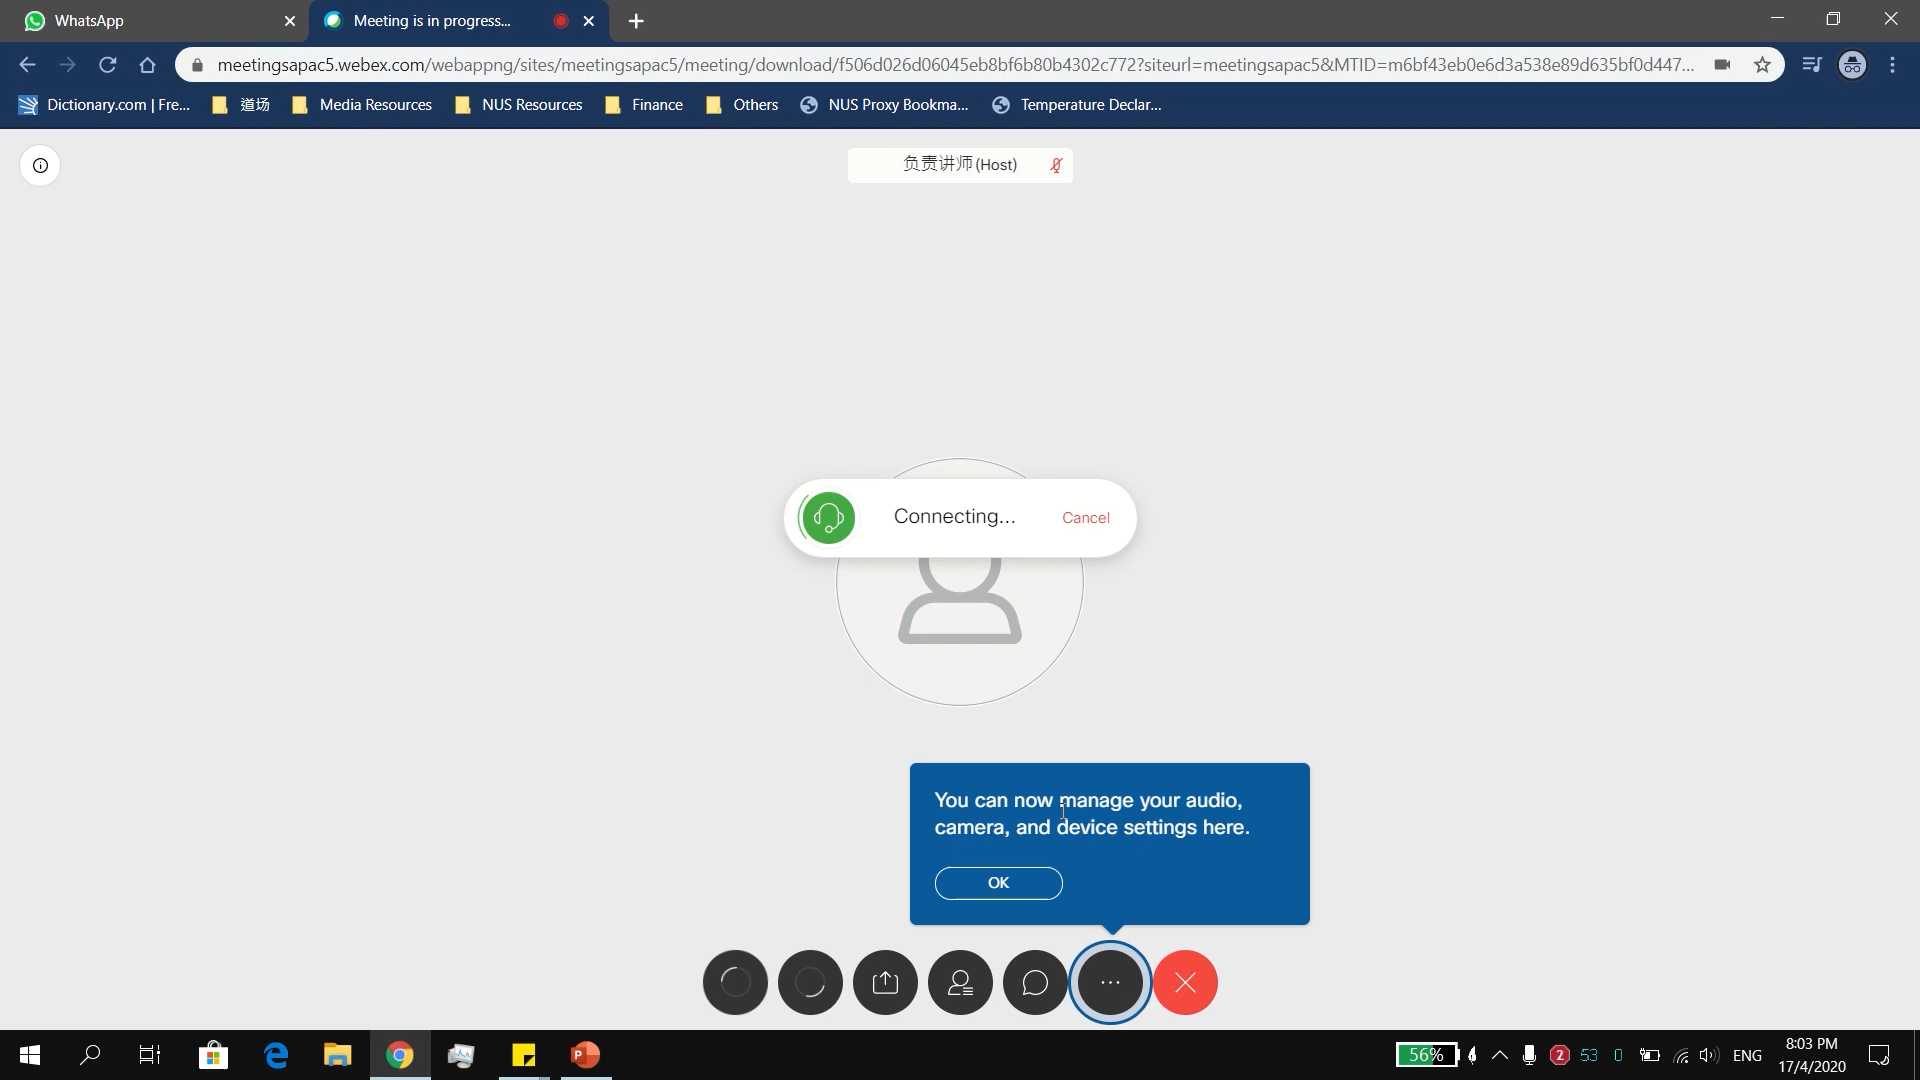 WhatsApp
Meeting is in progress...
meetingsapac5.webex.com/webappng/sites/meetingsapac5/meeting/download/f506d026d06045eb8bf6b80b4302c772?siteurl=meetingsapac5&MTID=m6bf43eb0e6d3a538e89d635bf0d447...
Dictionary.com | Fre... 道场 Media Resources NUS Resources Finance Others NUS Proxy Bookma... Temperature Declar...
负责讲师(Host)
Connecting... Cancel
You can now manage your audio,
camera, and device settings here.
OK
56% 2 53 0 ENG
8:03 PM
17/4/2020